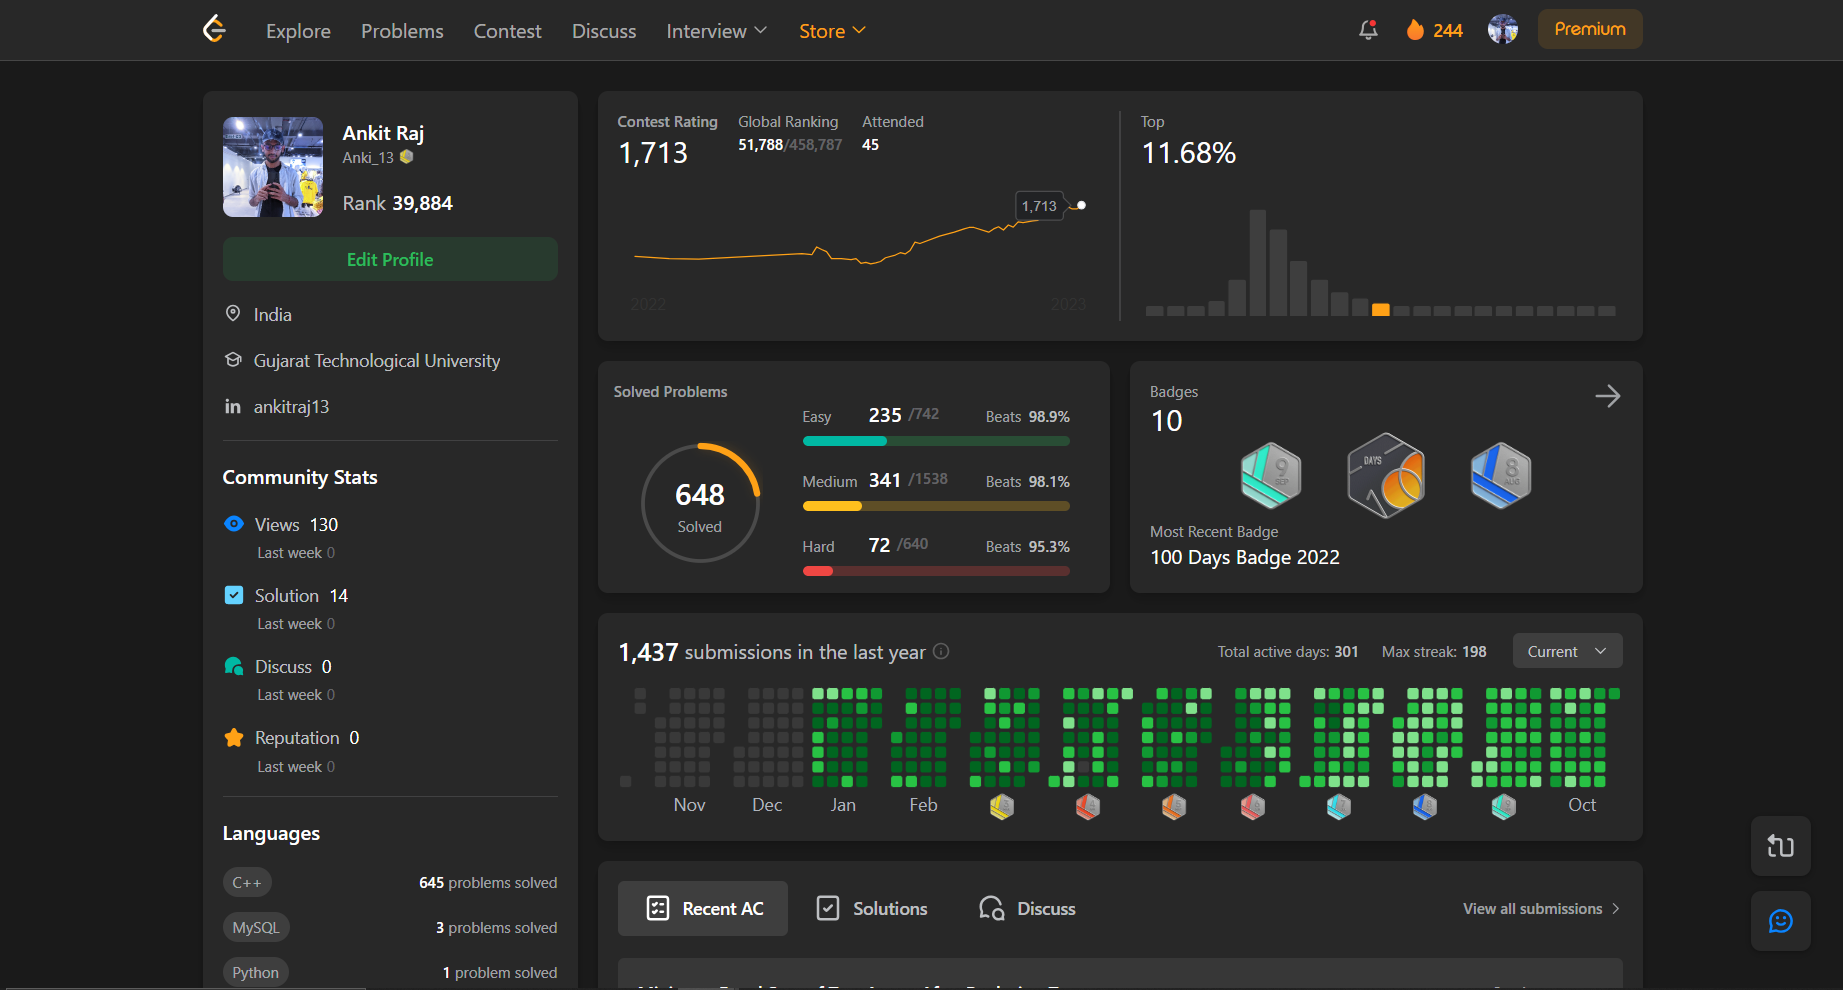 Explore Problems Contest Discuss Interview Store 244 Premium
Ankit Raj
Anki_13
Rank 39,884
Edit Profile
India
Gujarat Technological University
in ankitraj13
Community Stats
Views 130
Last week 0
Solution 14
Last week 0
Discuss 0
Last week 0
Reputation 0
Last week 0
Languages
C++ 645 problems solved
MySQL 3 problems solved
Python 1 problem solved
Contest Rating Global Ranking Attended
1,713 51,788/458,787 45
1,713
2022 2023
Top
11.68%
Solved Problems
648
Solved
Easy 235 /742 Beats 98.9%
Medium 341 /1538 Beats 98.1%
Hard 72 /640 Beats 95.3%
Badges
10
9 SEP
DAYS
8 AUG
Most Recent Badge
100 Days Badge 2022
1,437 submissions in the last year
Total active days: 301 Max streak: 198 Current
Nov Dec Jan Feb Oct
Recent AC Solutions Discuss View all submissions